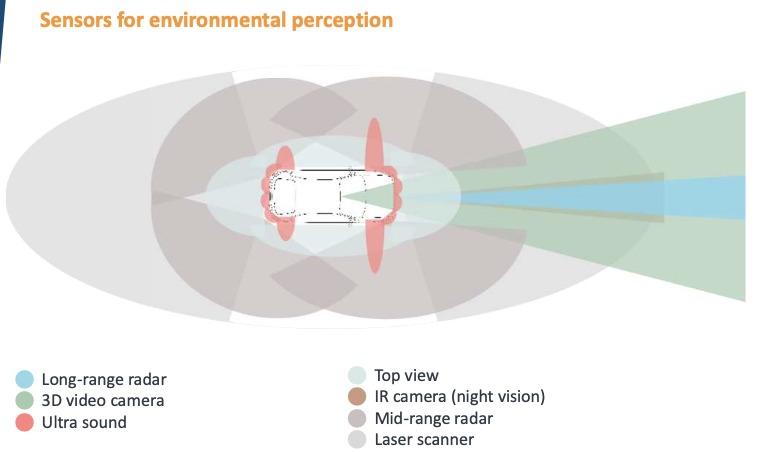 Sensors for environmental perception
Long-range radar
3D video camera
Ultra sound
Top view
IR camera (night vision)
Mid-range radar
Laser scanner